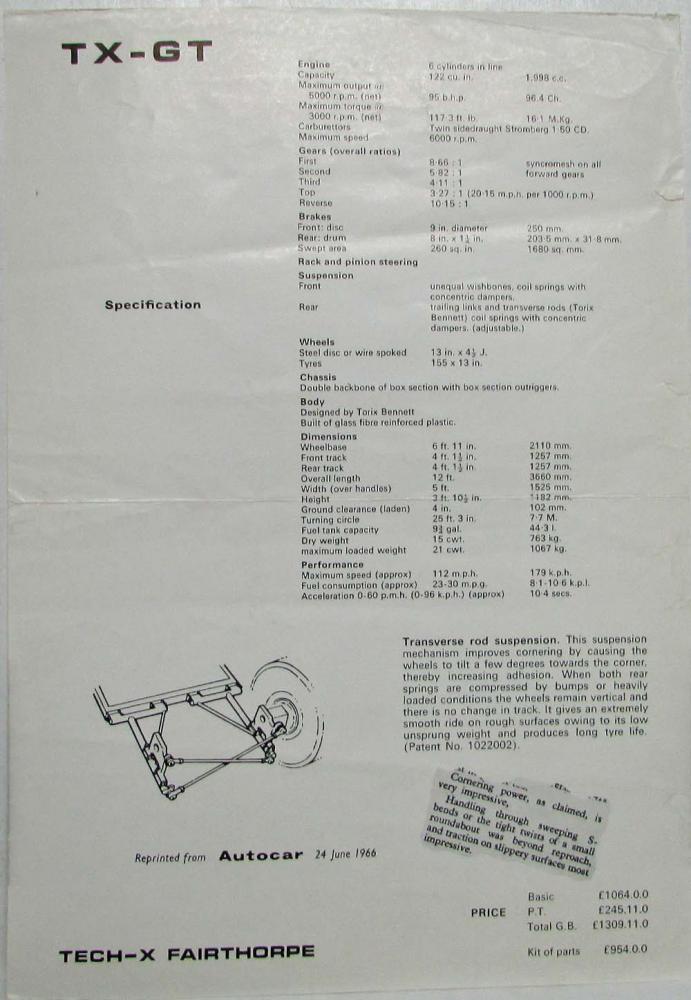 TX-GT
Specification
Engine 6 cylinders in line
Capacity 122 cu. in. 1,998 c.c.
Maximum output @
5000 r.p.m. (net) 95 b.h.p. 96.4 Ch.
Maximum torque @
3000 r.p.m. (net) 117·3 ft. lb. 16·1 M.Kg.
Carburettors Twin sidedraught Stromberg 1·50 CD.
Maximum speed 6000 r.p.m.
Gears (overall ratios)
First 8·66 : 1 syncromesh on all
Second 5·82 : 1 forward gears
Third 4·11 : 1
Top 3·27 : 1 (20·15 m.p.h. per 1000 r.p.m.)
Reverse 10·15 : 1
Brakes
Front: disc 9 in. diameter 250 mm.
Rear: drum 8 in. x 1¼ in. 203·5 mm. x 31·8 mm.
Swept area 260 sq. in. 1680 sq. mm.
Rack and pinion steering
Suspension
Front unequal wishbones, coil springs with
concentric dampers.
Rear trailing links and transverse rods (Torix
Bennett) coil springs with concentric
dampers. (adjustable.)
Wheels
Steel disc or wire spoked 13 in. x 4½ J.
Tyres 155 x 13 in.
Chassis
Double backbone of box section with box section outriggers.
Body
Designed by Torix Bennett
Built of glass fibre reinforced plastic.
Dimensions
Wheelbase 6 ft. 11 in. 2110 mm.
Front track 4 ft. 1½ in. 1257 mm.
Rear track 4 ft. 1½ in. 1257 mm.
Overall length 12 ft. 3660 mm.
Width (over handles) 5 ft. 1525 mm.
Height 3 ft. 10½ in. 1182 mm.
Ground clearance (laden) 4 in. 102 mm.
Turning circle 25 ft. 3 in. 7·7 M.
Fuel tank capacity 9¾ gal. 44·3 l.
Dry weight 15 cwt. 763 kg.
maximum loaded weight 21 cwt. 1067 kg.
Performance
Maximum speed (approx) 112 m.p.h. 179 k.p.h.
Fuel consumption (approx) 23-30 m.p.g. 8·1-10·6 k.p.l.
Acceleration 0-60 p.m.h. (0-96 k.p.h.) (approx) 10·4 secs.
Transverse rod suspension. This suspension
mechanism improves cornering by causing the
wheels to tilt a few degrees towards the corner,
thereby increasing adhesion. When both rear
springs are compressed by bumps or heavily
loaded conditions the wheels remain vertical and
there is no change in track. It gives an extremely
smooth ride on rough surfaces owing to its low
unsprung weight and produces long tyre life.
(Patent No. 1022002).
Cornering power, as claimed, is
very impressive,
Handling through sweeping S-
bends or the tight twists of a small
roundabout was beyond reproach,
and traction on slippery surfaces most
impressive.
Reprinted from Autocar 24 June 1966
Basic £1064.0.0
PRICE P.T. £245.11.0
Total G.B. £1309.11.0
Kit of parts £954.0.0
TECH-X FAIRTHORPE